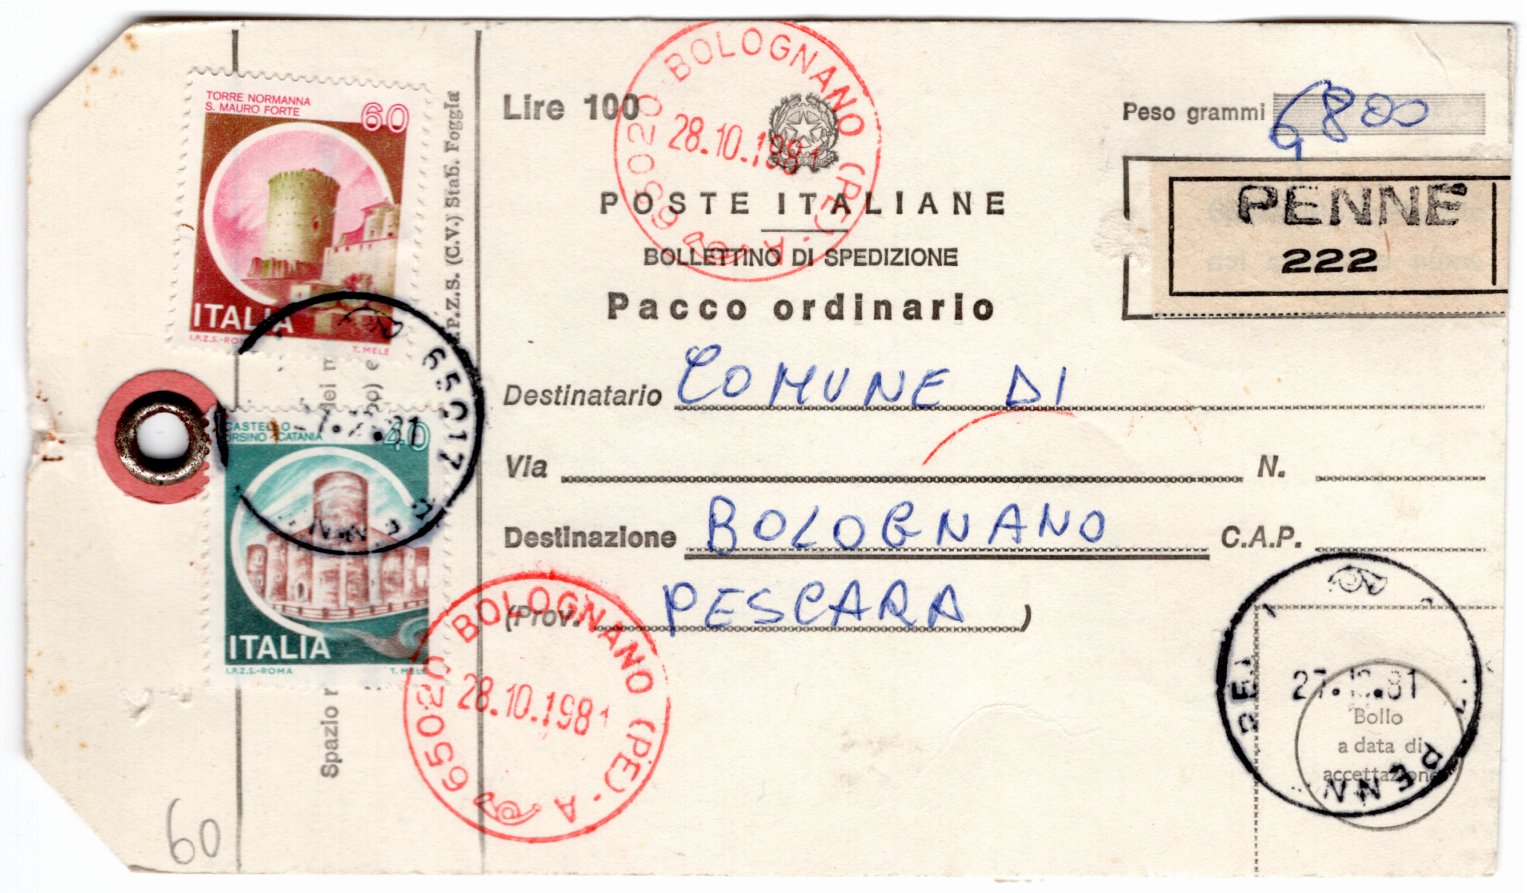 TORRE NORMANNA
S. MAURO FORTE
60
ITALIA
I.P.Z.S.-ROMA T. MELE
CASTELLO
URSINO - CATANIA
40
ITALIA
I.P.Z.S.-ROMA T. MELE
I.P.Z.S. (C.V.) Stab. Foggia
Spazio
65017 PENN
Lire 100
65020 BOLOGNANO (PE) · A
28.10.1981
POSTE ITALIANE
BOLLETTINO DI SPEDIZIONE
Pacco ordinario
Peso grammi 6800
PENNE
222
Destinatario COMUNE DI
Via N.
Destinazione BOLOGNANO C.A.P.
(Prov. PESCARA )
65020 BOLOGNANO (PE) · A
28.10.1981
27.10.81
PENN
Bollo
a data di
accettazione
60